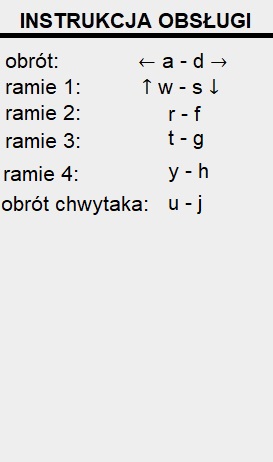 INSTRUKCJA OBSŁUGI
obrót: ← a - d →
ramie 1: ↑ w - s ↓
ramie 2: r - f
ramie 3: t - g
ramie 4: y - h
obrót chwytaka: u - j